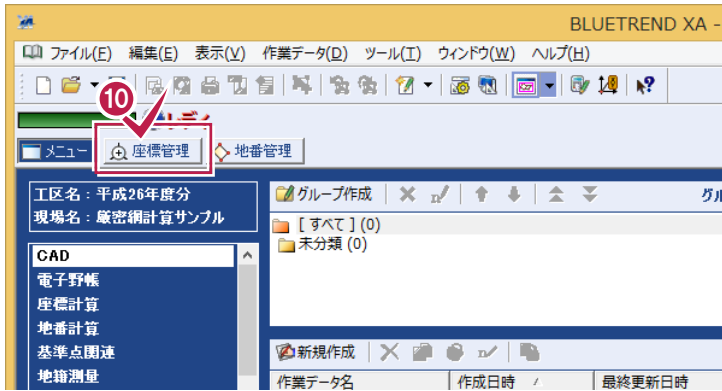 BLUETREND XA -
ファイル(F) 編集(E) 表示(V) 作業データ(D) ツール(T) ウィンドウ(W) ヘルプ(H)
10
メニュー 座標管理 地番管理
工区名：平成26年度分
現場名：厳密網計算サンプル
CAD
電子野帳
座標計算
地番計算
基準点関連
地籍測量
グループ作成
[すべて] (0)
未分類 (0)
新規作成
作業データ名 作成日時 最終更新日時